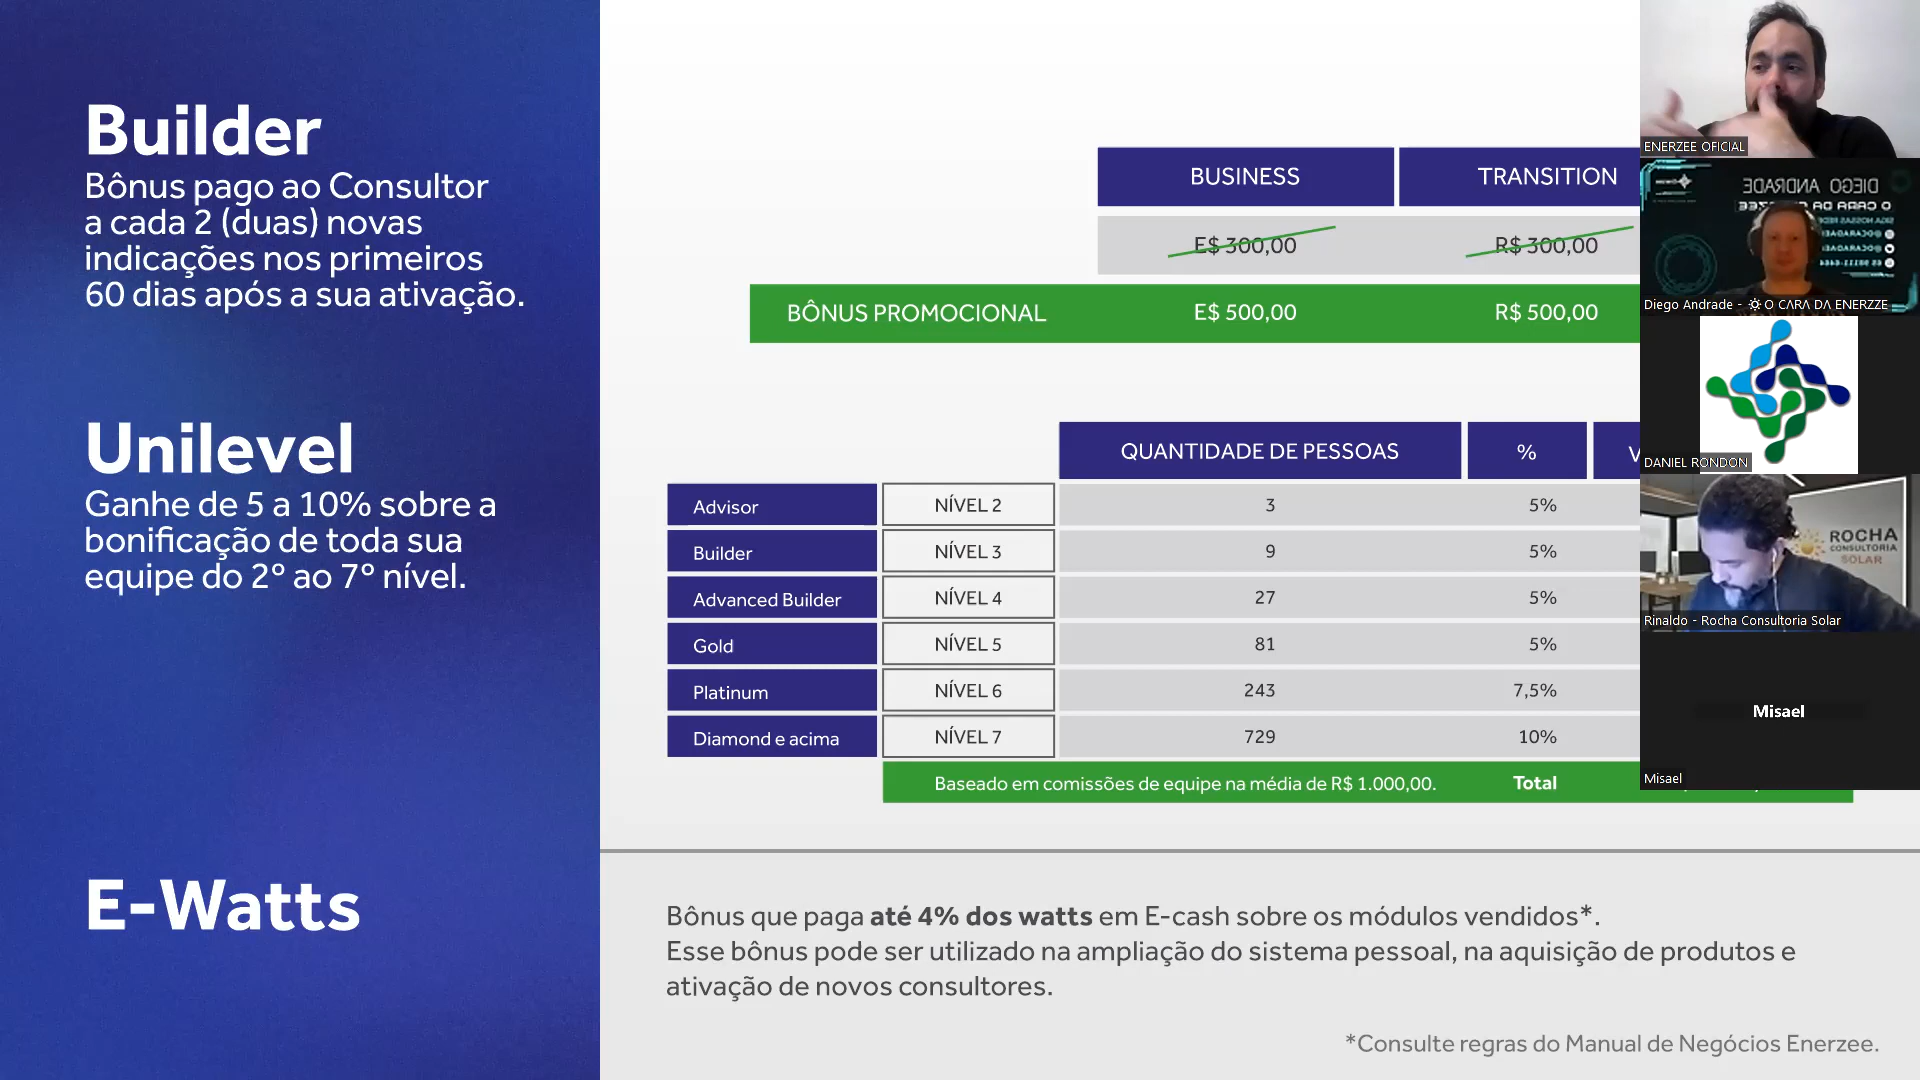 Builder
Bônus pago ao Consultor
a cada 2 (duas) novas
indicações nos primeiros
60 dias após a sua ativação.
BUSINESS TRANSITION
E$ 300,00 R$ 300,00
BÔNUS PROMOCIONAL E$ 500,00 R$ 500,00
Unilevel
Ganhe de 5 a 10% sobre a
bonificação de toda sua
equipe do 2º ao 7º nível.
QUANTIDADE DE PESSOAS % V
Advisor NÍVEL 2 3 5%
Builder NÍVEL 3 9 5%
Advanced Builder NÍVEL 4 27 5%
Gold NÍVEL 5 81 5%
Platinum NÍVEL 6 243 7,5%
Diamond e acima NÍVEL 7 729 10%
Baseado em comissões de equipe na média de R$ 1.000,00. Total
E-Watts
Bônus que paga até 4% dos watts em E-cash sobre os módulos vendidos*.
Esse bônus pode ser utilizado na ampliação do sistema pessoal, na aquisição de produtos e
ativação de novos consultores.
*Consulte regras do Manual de Negócios Enerzee.
ENERZEE OFICIAL
DIEGO ANDRADE
Diego Andrade - O CARA DA ENERZZE
DANIEL RONDON
ROCHA
CONSULTORIA
SOLAR
Rinaldo - Rocha Consultoria Solar
Misael
Misael